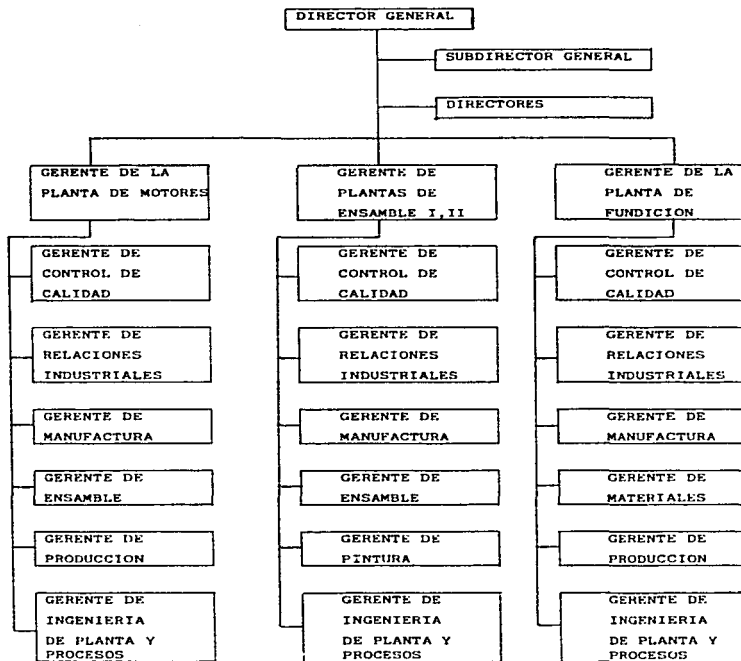 DIRECTOR GENERAL
SUBDIRECTOR GENERAL
DIRECTORES
GERENTE DE LA
PLANTA DE MOTORES
GERENTE DE
PLANTAS DE
ENSAMBLE I,II
GERENTE DE LA
PLANTA DE
FUNDICION
GERENTE DE
CONTROL DE
CALIDAD
GERENTE DE
RELACIONES
INDUSTRIALES
GERENTE DE
MANUFACTURA
GERENTE DE
ENSAMBLE
GERENTE DE
PRODUCCION
GERENTE DE
INGENIERIA
DE PLANTA Y
PROCESOS
GERENTE DE
CONTROL DE
CALIDAD
GERENTE DE
RELACIONES
INDUSTRIALES
GERENTE DE
MANUFACTURA
GERENTE DE
ENSAMBLE
GERENTE DE
PINTURA
GERENTE DE
INGENIERIA
DE PLANTA Y
PROCESOS
GERENTE DE
CONTROL DE
CALIDAD
GERENTE DE
RELACIONES
INDUSTRIALES
GERENTE DE
MANUFACTURA
GERENTE DE
MATERIALES
GERENTE DE
PRODUCCION
GERENTE DE
INGENIERIA
DE PLANTA Y
PROCESOS